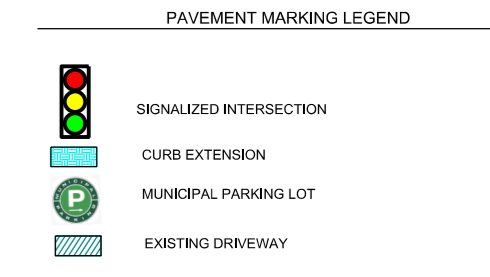 PAVEMENT MARKING LEGEND
SIGNALIZED INTERSECTION
CURB EXTENSION
MUNICIPAL PARKING LOT
P
EXISTING DRIVEWAY